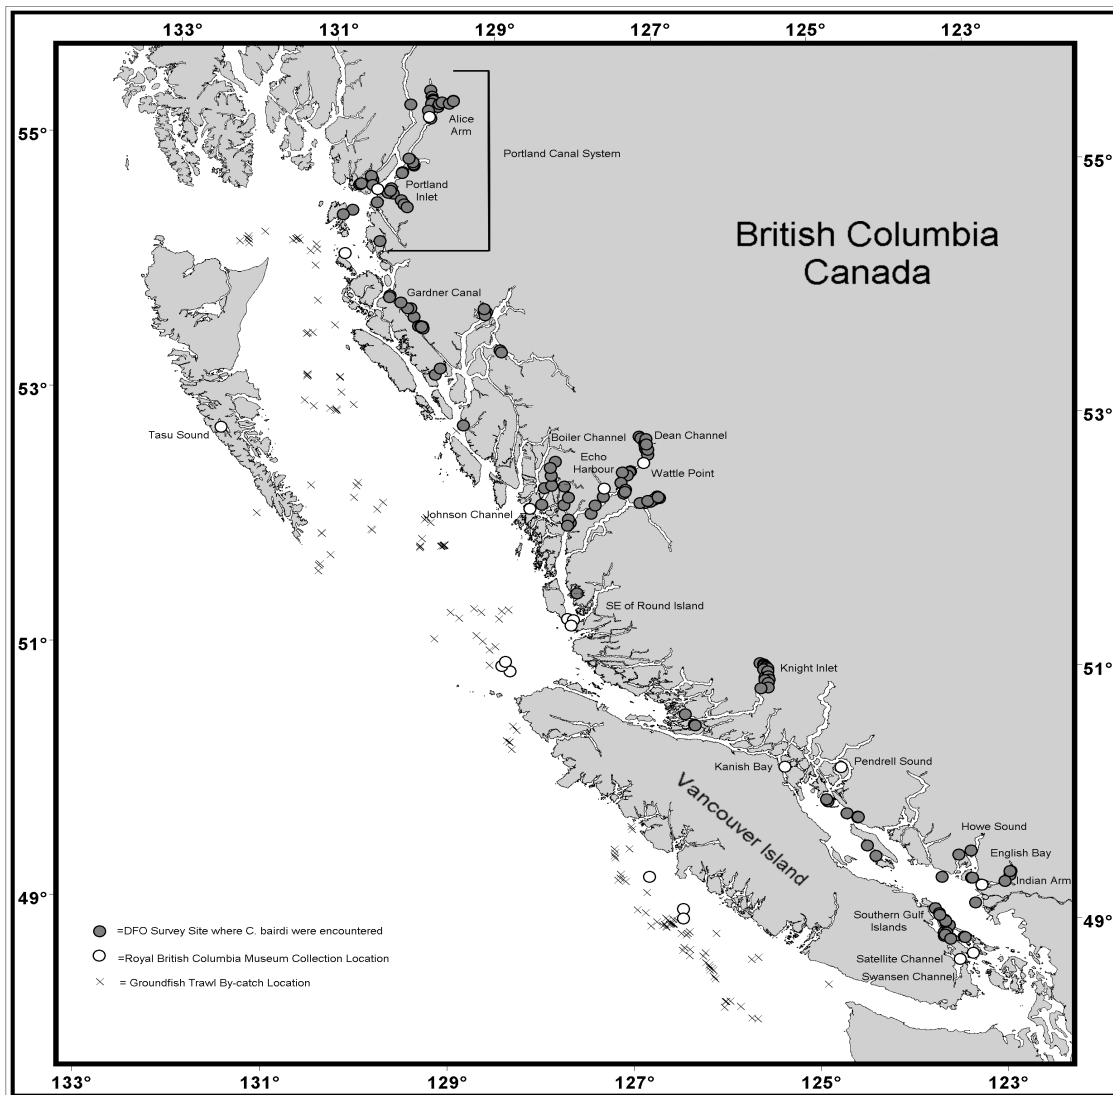 133°
131°
129°
127°
125°
123°
55°
55°
Alice
Arm
Portland Canal System
Portland
Inlet
British Columbia
Canada
Gardner Canal
53°
53°
Tasu Sound
Boiler Channel
Dean Channel
Echo
Harbour
Wattle Point
Johnson Channel
SE of Round Island
51°
51°
Knight Inlet
Kanish Bay
Pendrell Sound
Vancouver Island
Howe Sound
English Bay
Indian Arm
49°
49°
Southern Gulf
Islands
Satellite Channel
Swansen Channel
=DFO Survey Site where C. bairdi were encountered
=Royal British Columbia Museum Collection Location
= Groundfish Trawl By-catch Location
133°
131°
129°
127°
125°
123°